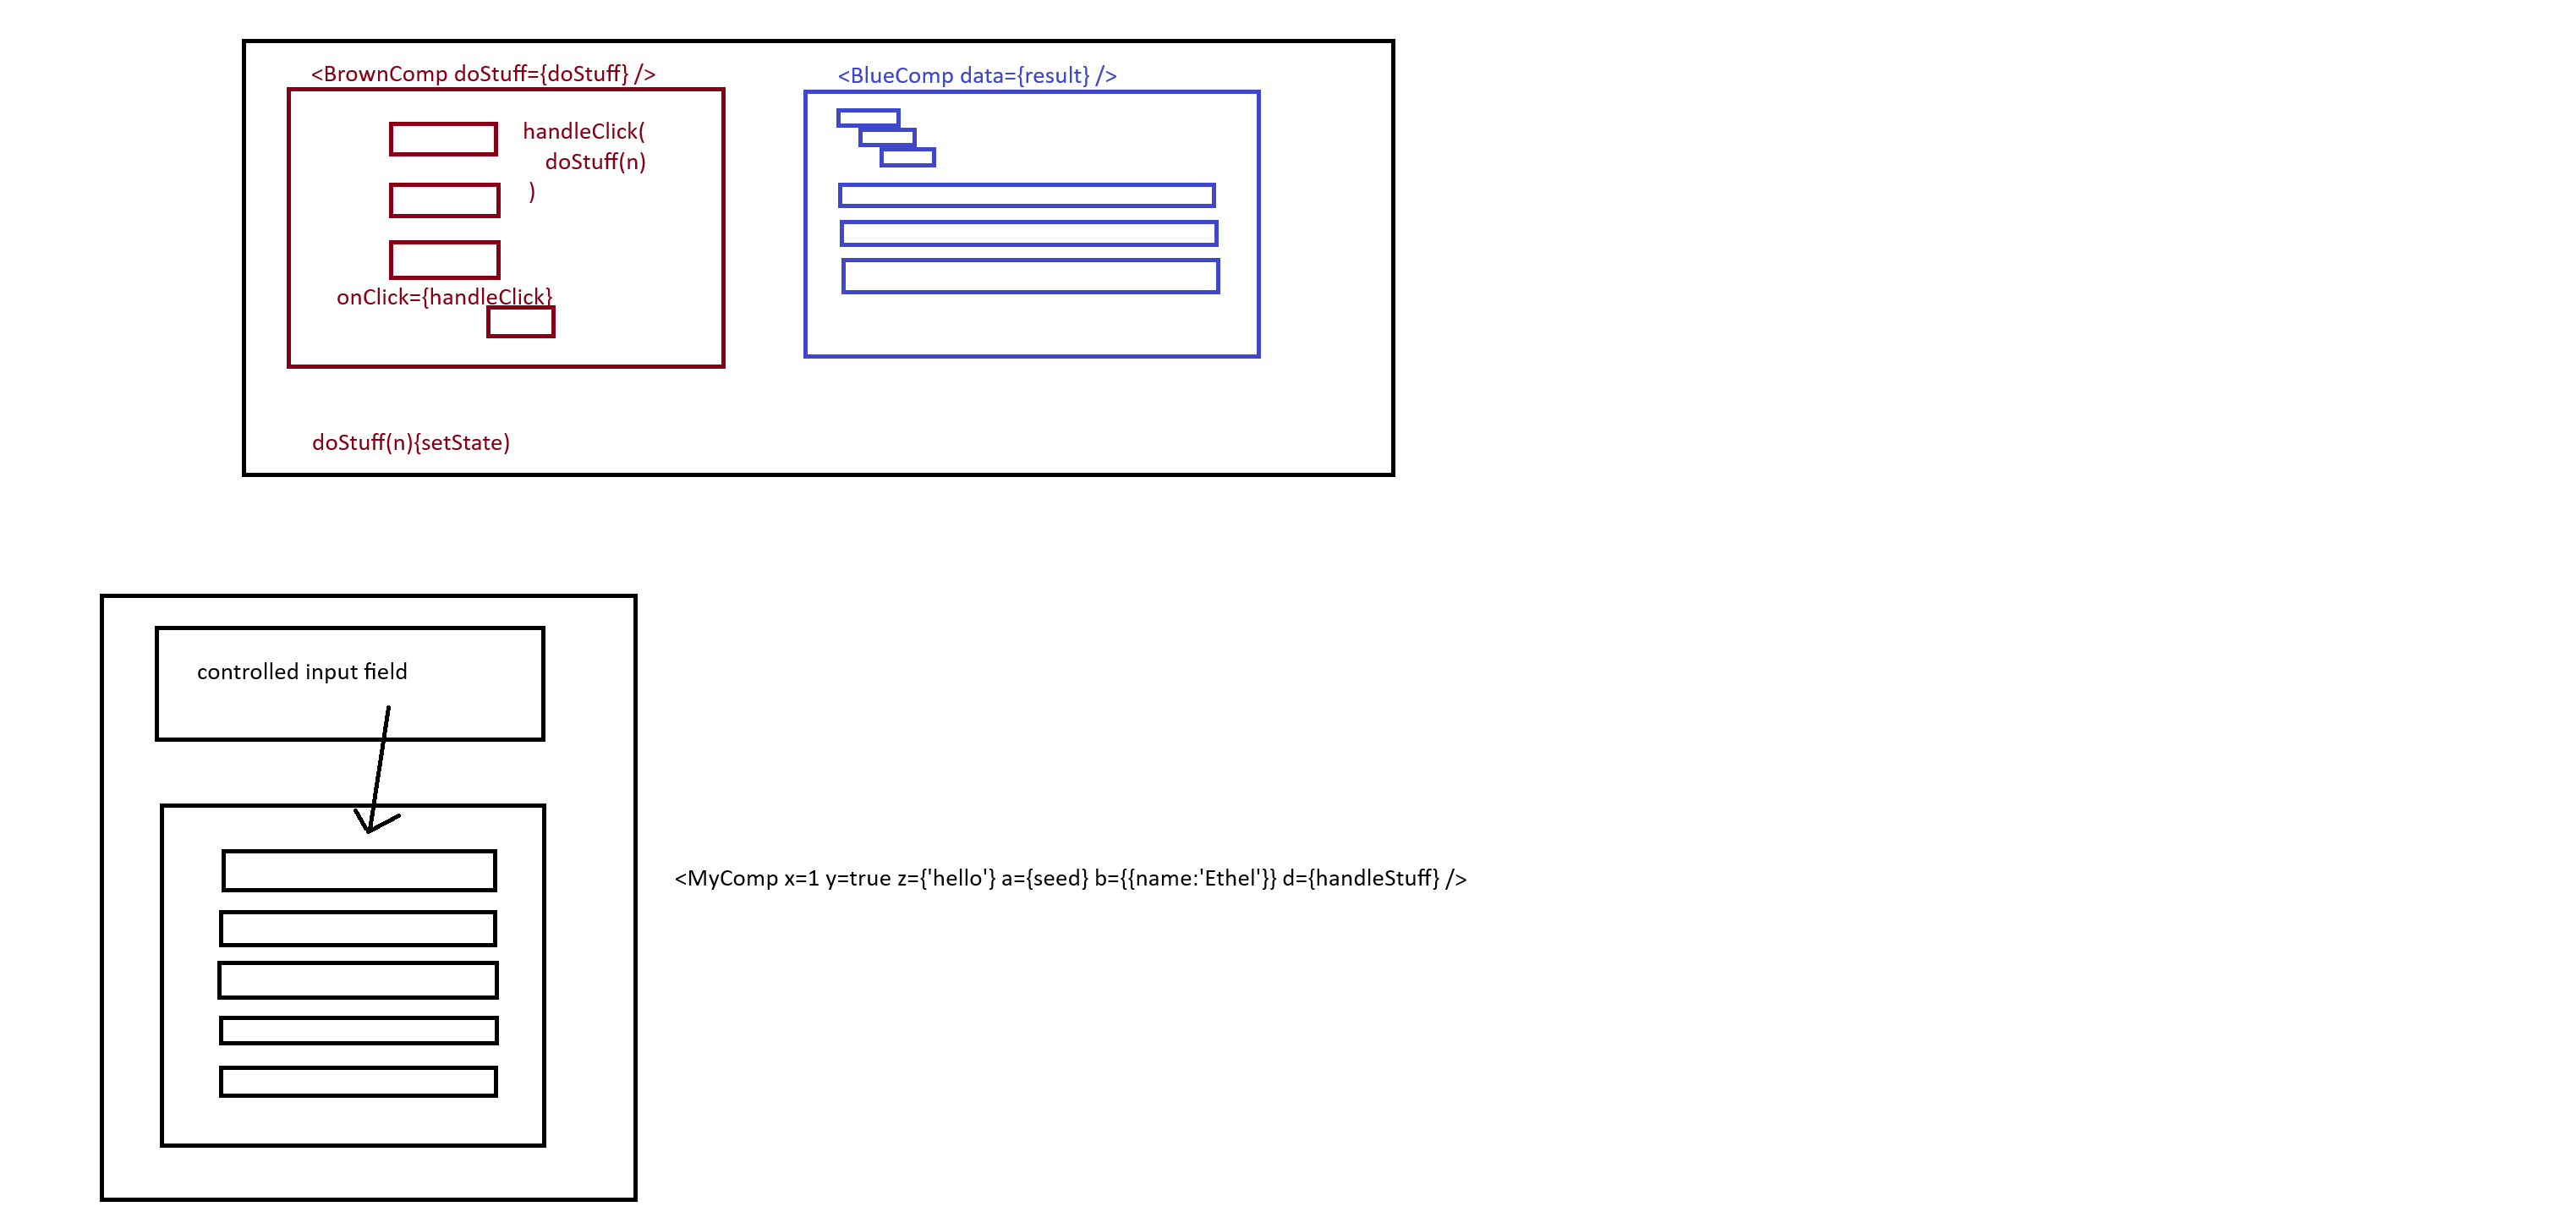 <BrownComp doStuff={doStuff} />
<BlueComp data={result} />
handleClick(
doStuff(n)
)
onClick={handleClick}
doStuff(n){setState)
controlled input field
<MyComp x=1 y=true z={'hello'} a={seed} b={{name:'Ethel'}} d={handleStuff} />